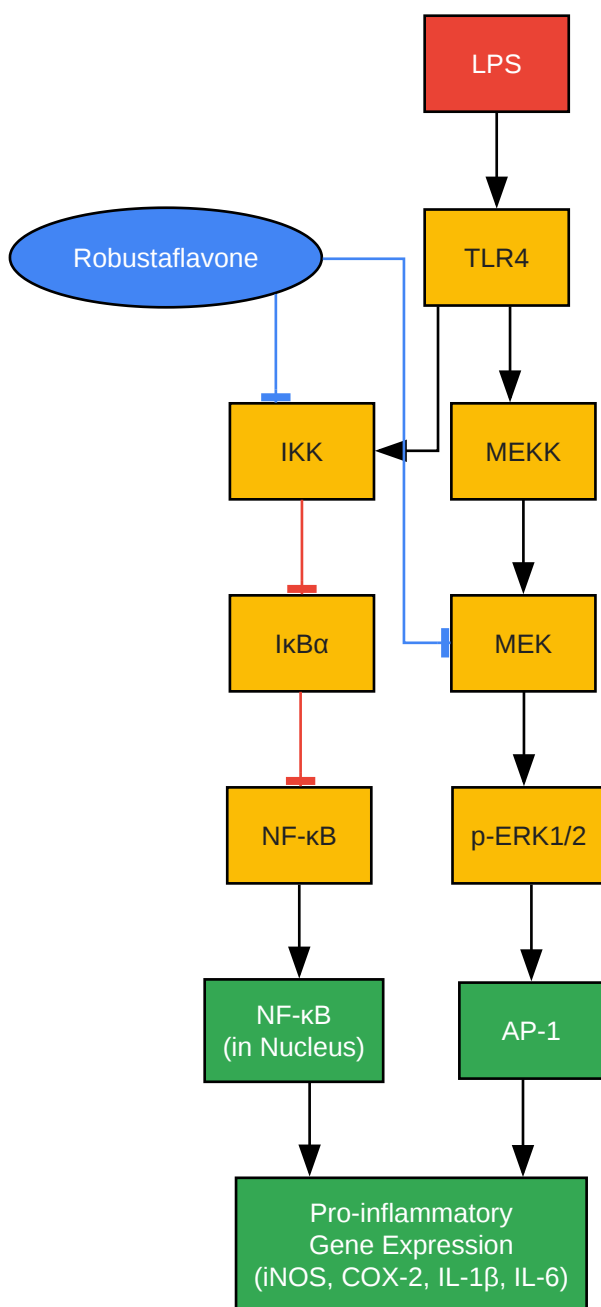 LPS
Robustaflavone
TLR4
IKK
MEKK
IκBα
MEK
NF-κB
p-ERK1/2
NF-κB
(in Nucleus)
AP-1
Pro-inflammatory
Gene Expression
(iNOS, COX-2, IL-1β, IL-6)